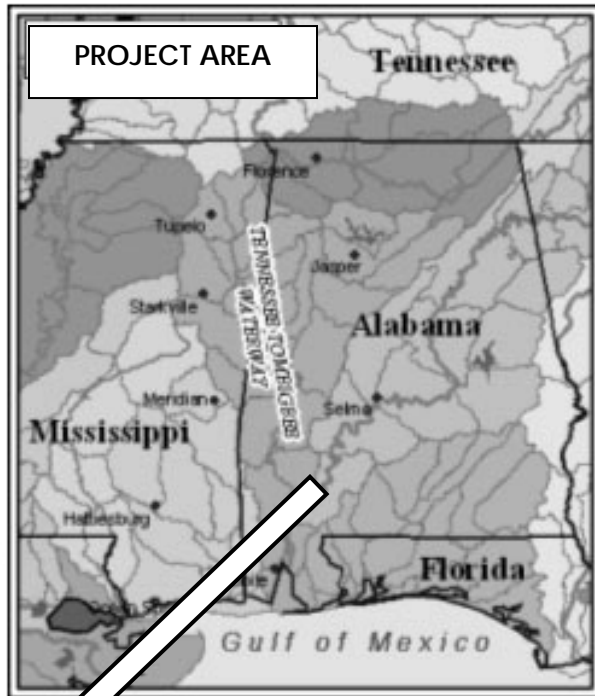 PROJECT AREA
Tennessee
Florence
Tupelo
Jasper
Starkville
TENNESSEE-TOMBIGBEE
WATERWAY
Alabama
Meridian
Selma
Mississippi
Hattiesburg
Florida
Gulf of Mexico